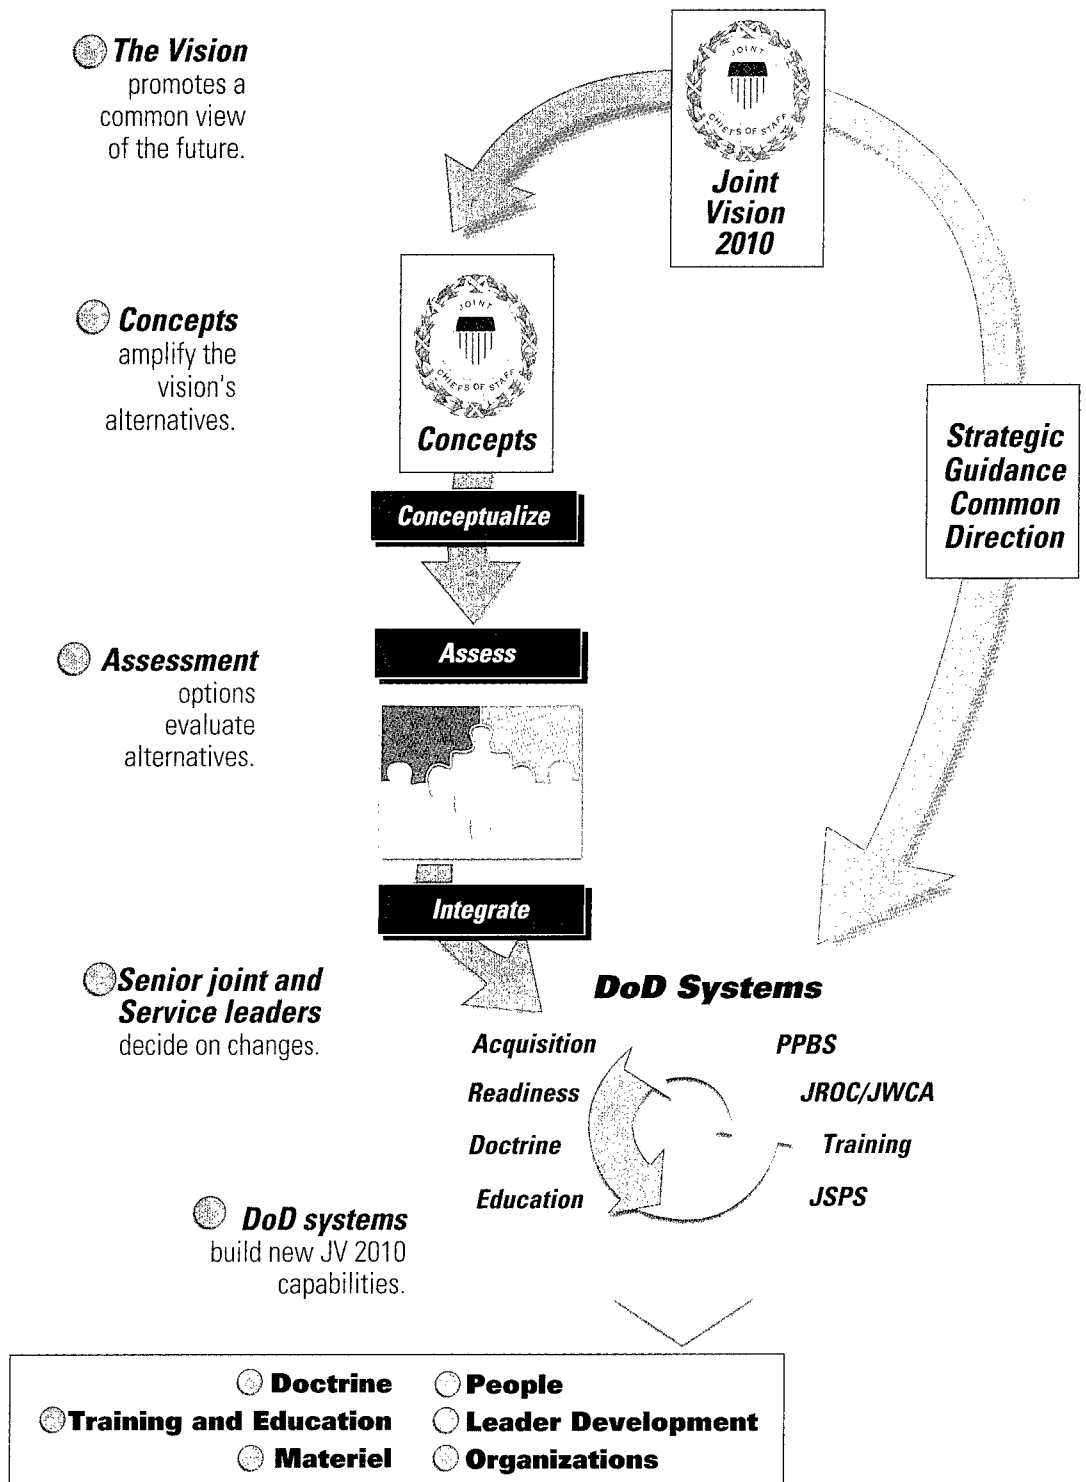 The Vision
promotes a
common view
of the future.
JOINT
CHIEFS OF STAFF
Joint
Vision
2010
Concepts
amplify the
vision's
alternatives.
JOINT
CHIEFS OF STAFF
Concepts
Strategic
Guidance
Common
Direction
Conceptualize
Assessment
options
evaluate
alternatives.
Assess
Integrate
Senior joint and
Service leaders
decide on changes.
DoD Systems
Acquisition
PPBS
Readiness
JROC/JWCA
Doctrine
Training
Education
JSPS
DoD systems
build new JV 2010
capabilities.
Doctrine
People
Training and Education
Leader Development
Materiel
Organizations